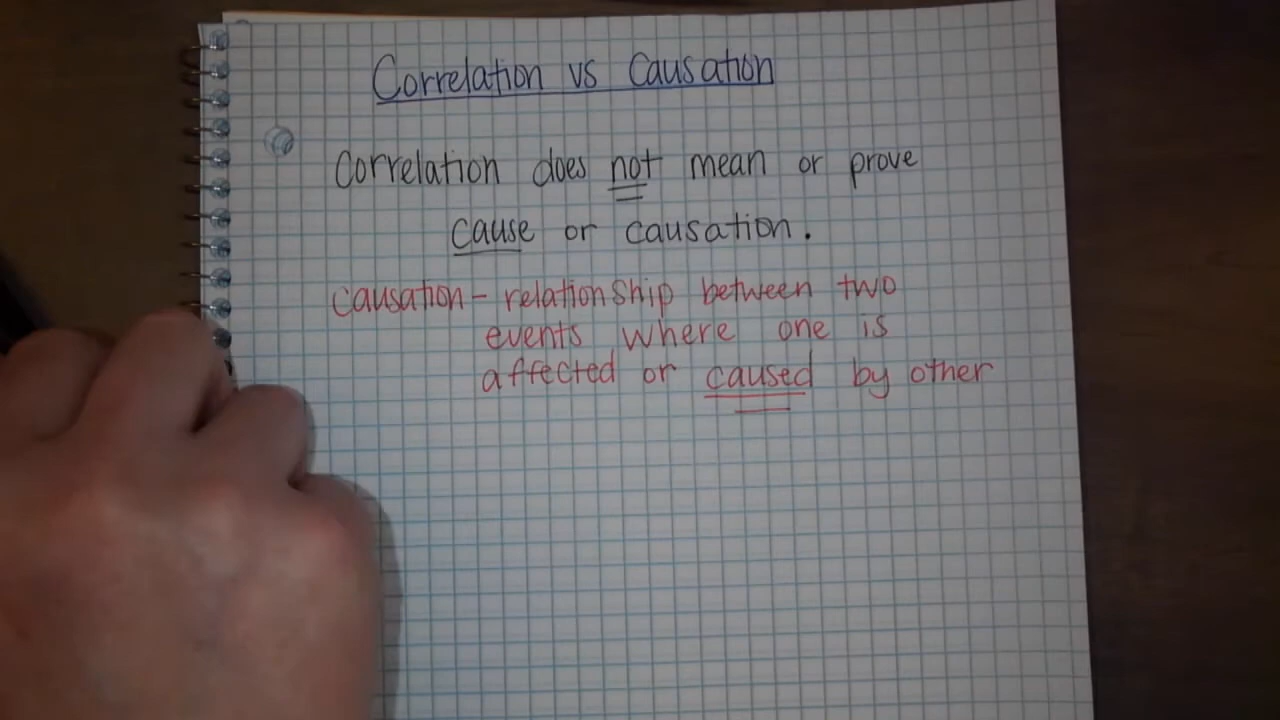 Correlation vs Causation
Correlation does not mean or prove
cause or causation.
causation - relationship between two
events where one is
affected or caused by other